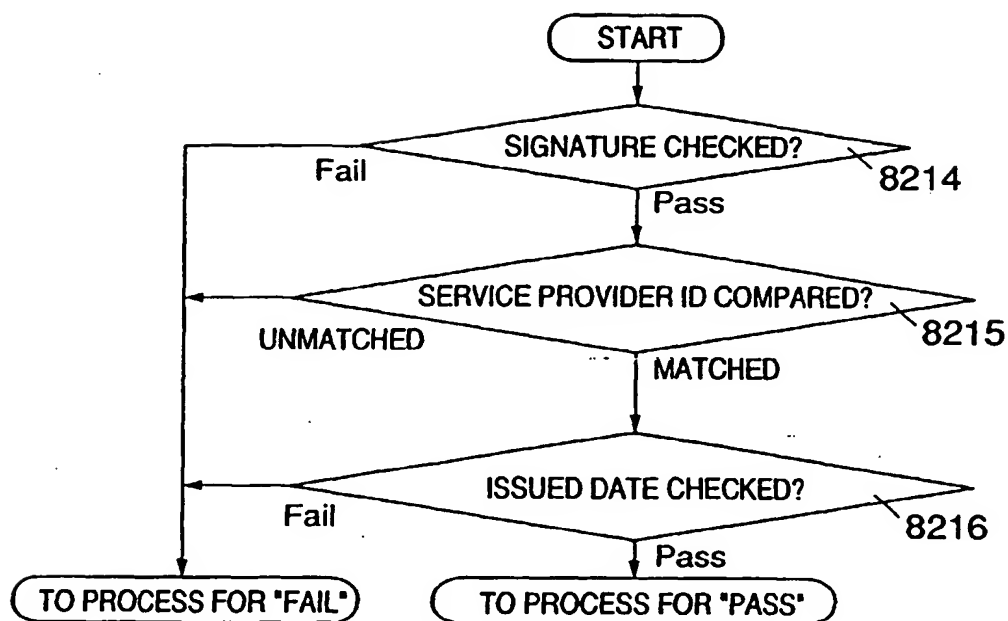 START
SIGNATURE CHECKED?
Fail
8214
Pass
SERVICE PROVIDER ID COMPARED?
UNMATCHED
8215
MATCHED
ISSUED DATE CHECKED?
Fail
8216
Pass
TO PROCESS FOR "FAIL"
TO PROCESS FOR "PASS"